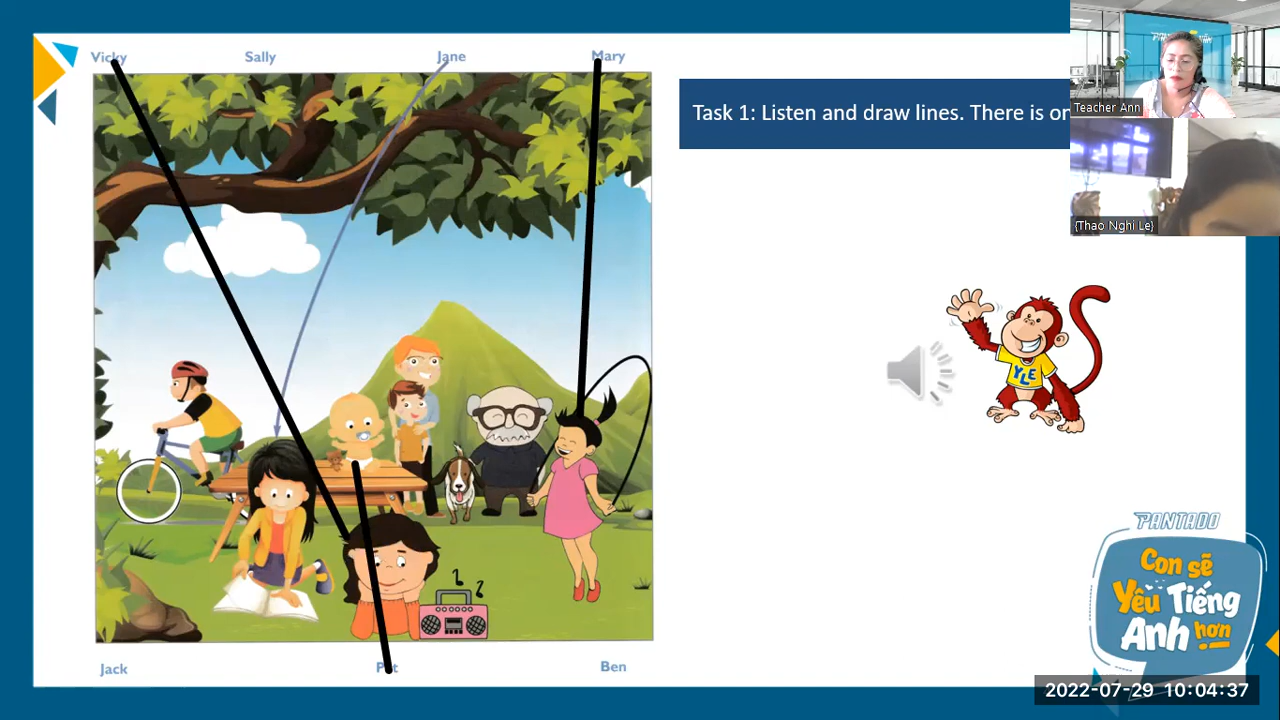 Vicky Sally Jane Mary
Task 1: Listen and draw lines. There is
Teacher Ann
{Thao Nghi Le}
YLE
PANTADO
Con sẽ
Yêu Tiếng
Anh hơn
Jack Pat Ben
2022-07-29 10:04:37